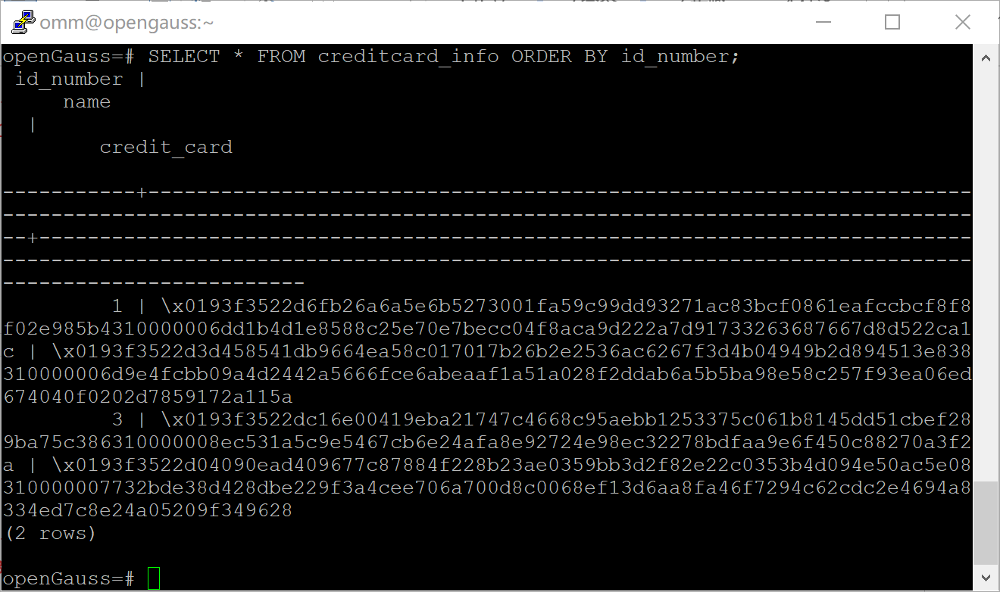 omm@opengauss:~
openGauss=# SELECT * FROM creditcard_info ORDER BY id_number;
 id_number |
     name
  |
        credit_card

-----------+--------------------------------------------------------------------
--------------------------------------------------------------------------------
--+-----------------------------------------------------------------------------
--------------------------------------------------------------------------------
-------------------------
         1 | \x0193f3522d6fb26a6a5e6b5273001fa59c99dd93271ac83bcf0861eafccbcf8f8
f02e985b4310000006dd1b4d1e8588c25e70e7becc04f8aca9d222a7d91733263687667d8d522ca1
c | \x0193f3522d3d458541db9664ea58c017017b26b2e2536ac6267f3d4b04949b2d894513e838
310000006d9e4fcbb09a4d2442a5666fce6abeaaf1a51a028f2ddab6a5b5ba98e58c257f93ea06ed
674040f0202d7859172a115a
         3 | \x0193f3522dc16e00419eba21747c4668c95aebb1253375c061b8145dd51cbef28
9ba75c386310000008ec531a5c9e5467cb6e24afa8e92724e98ec32278bdfaa9e6f450c88270a3f2
a | \x0193f3522d04090ead409677c87884f228b23ae0359bb3d2f82e22c0353b4d094e50ac5e08
310000007732bde38d428dbe229f3a4cee706a700d8c0068ef13d6aa8fa46f7294c62cdc2e4694a8
334ed7c8e24a05209f349628
(2 rows)

openGauss=#